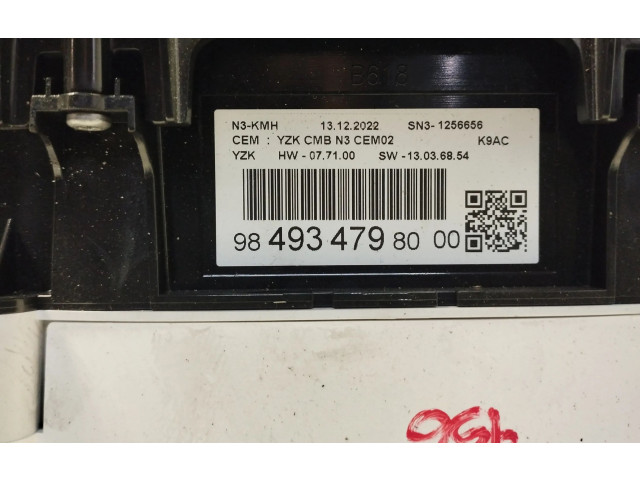 B618
N3-KMH 13.12.2022 SN3- 1256656
CEM : YZK CMB N3 CEM02 K9AC
YZK HW - 07.71.00 SW - 13.03.68.54
98 493 479 80 00